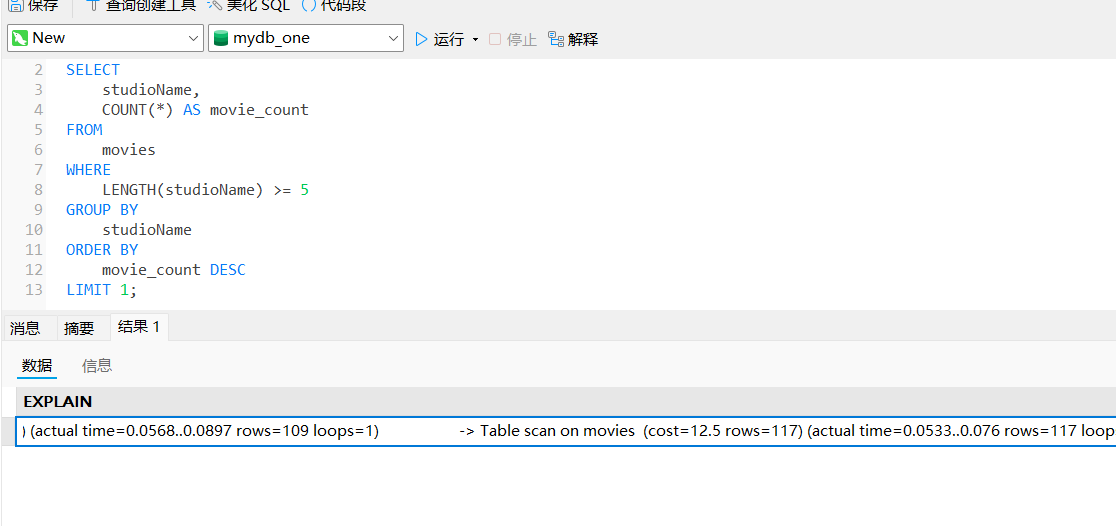 保存 查询创建工具 美化 SQL () 代码段
New mydb_one 运行 停止 解释
2 SELECT
3 studioName,
4 COUNT(*) AS movie_count
5 FROM
6 movies
7 WHERE
8 LENGTH(studioName) >= 5
9 GROUP BY
10 studioName
11 ORDER BY
12 movie_count DESC
13 LIMIT 1;
消息 摘要 结果 1
数据 信息
EXPLAIN
) (actual time=0.0568..0.0897 rows=109 loops=1) -> Table scan on movies (cost=12.5 rows=117) (actual time=0.0533..0.076 rows=117 loop